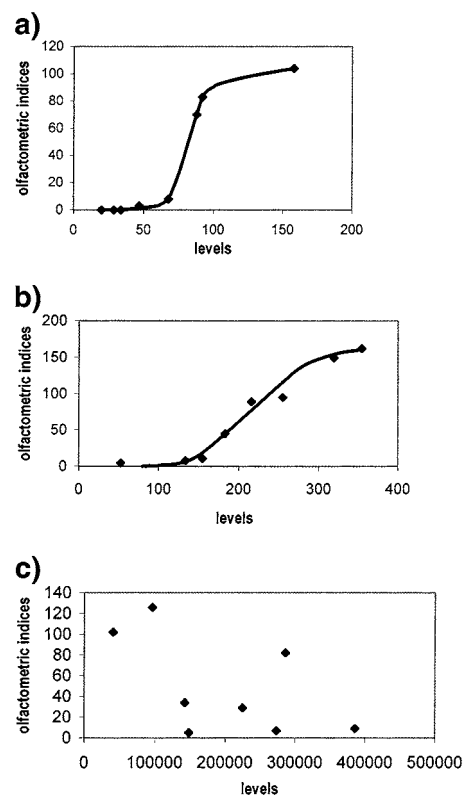 a)
120
100
80
60
40
20
0
olfactometric indices
0 50 100 150 200
levels
b)
200
150
100
50
0
olfactometric indices
0 100 200 300 400
levels
c)
140
120
100
80
60
40
20
0
olfactometric indices
0 100000 200000 300000 400000 500000
levels